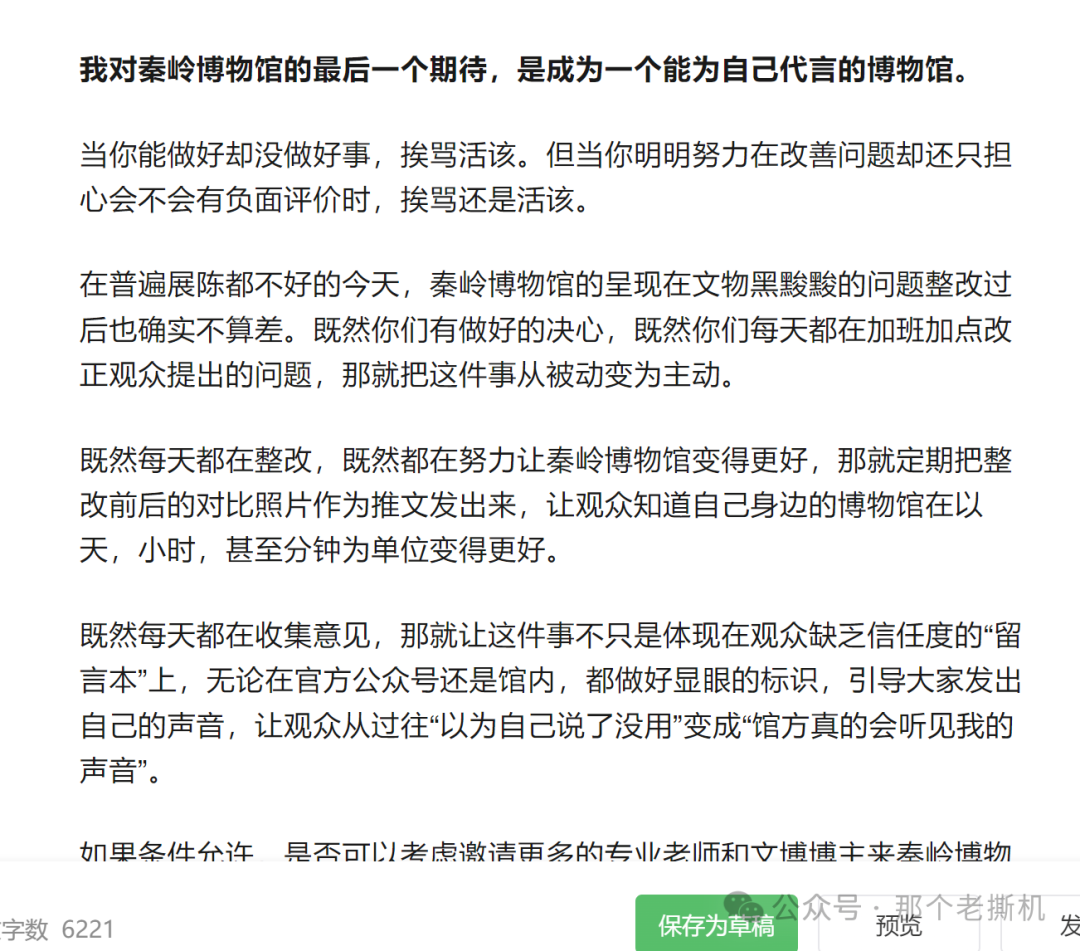 我对秦岭博物馆的最后一个期待，是成为一个能为自己代言的博物馆。
当你能做好却没做好事，挨骂活该。但当你明明努力在改善问题却还只担
心会不会有负面评价时，挨骂还是活该。
在普遍展陈都不好的今天，秦岭博物馆的呈现在文物黑黢黢的问题整改过
后也确实不算差。既然你们有做好的决心，既然你们每天都在加班加点改
正观众提出的问题，那就把这件事从被动变为主动。
既然每天都在整改，既然都在努力让秦岭博物馆变得更好，那就定期把整
改前后的对比照片作为推文发出来，让观众知道自己身边的博物馆在以
天，小时，甚至分钟为单位变得更好。
既然每天都在收集意见，那就让这件事不只是体现在观众缺乏信任度的“留
言本”上，无论在官方公众号还是馆内，都做好显眼的标识，引导大家发出
自己的声音，让观众从过往“以为自己说了没用”变成“馆方真的会听见我的
声音”。
如果条件允许，是否可以考虑邀请更多的专业老师和文博博主来秦岭博物
字数 6221
保存为草稿
预览
发
公众号 · 那个老撕机